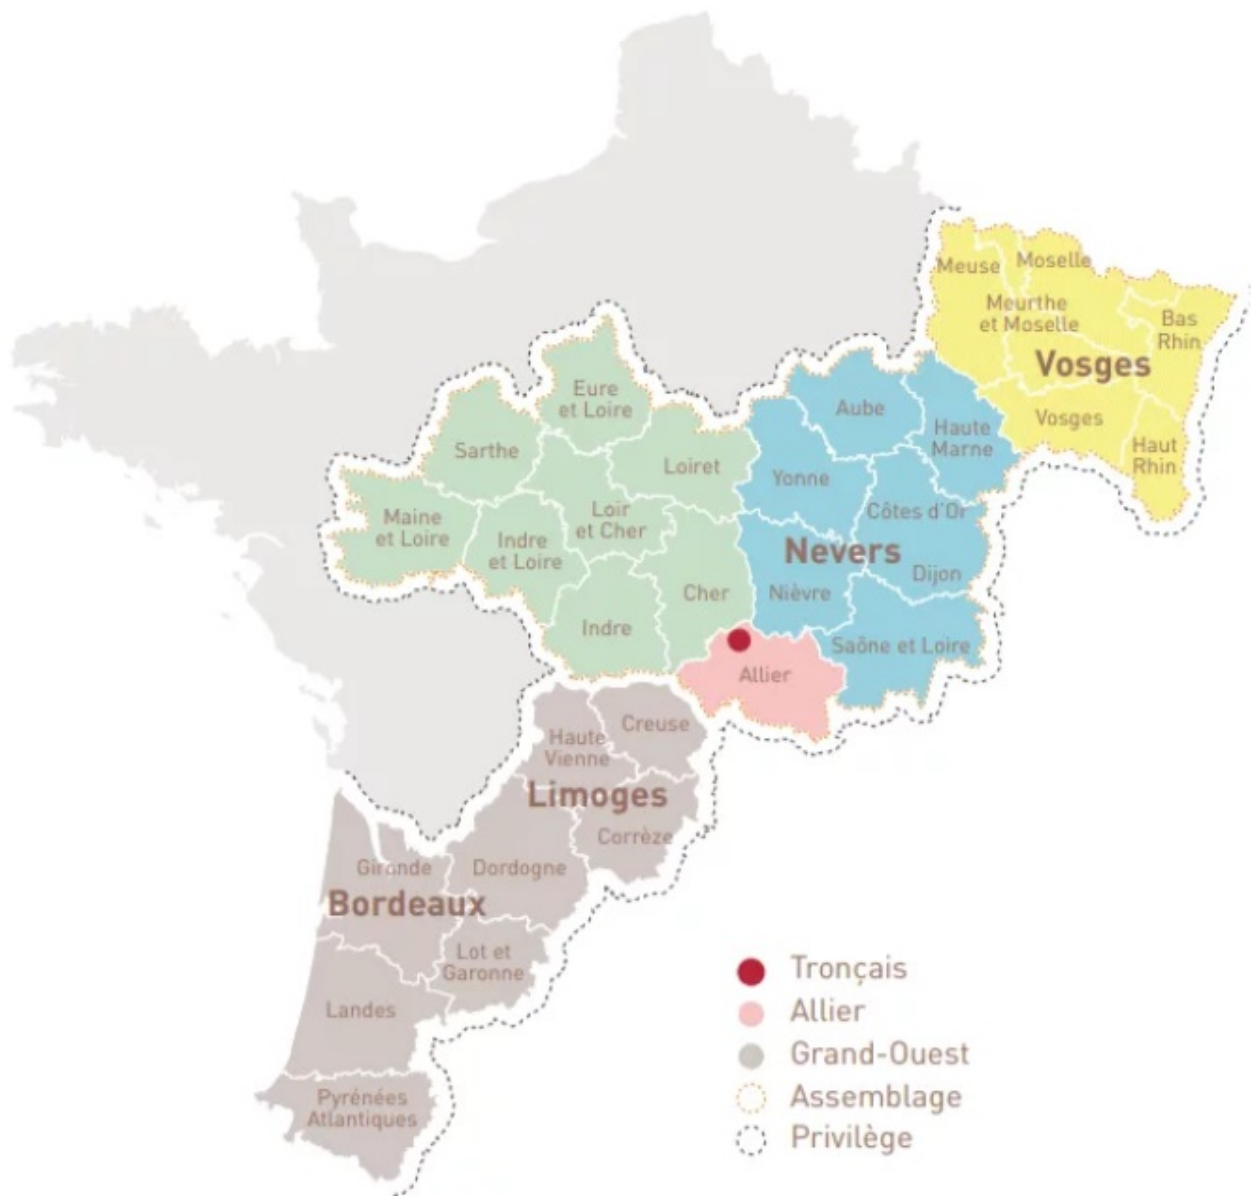 Meuse
Moselle
Meurthe
et Moselle
Bas
Rhin
Vosges
Vosges
Haut
Rhin
Eure
et Loire
Sarthe
Loiret
Maine
et Loire
Indre
et Loire
Loir
et Cher
Cher
Indre
Aube
Haute
Marne
Yonne
Côtes d'Or
Nevers
Dijon
Nièvre
Saône et Loire
Allier
Creuse
Haute
Vienne
Limoges
Corrèze
Gironde
Dordogne
Bordeaux
Lot et
Garonne
Landes
Pyrénées
Atlantiques
Tronçais
Allier
Grand-Ouest
Assemblage
Privilège